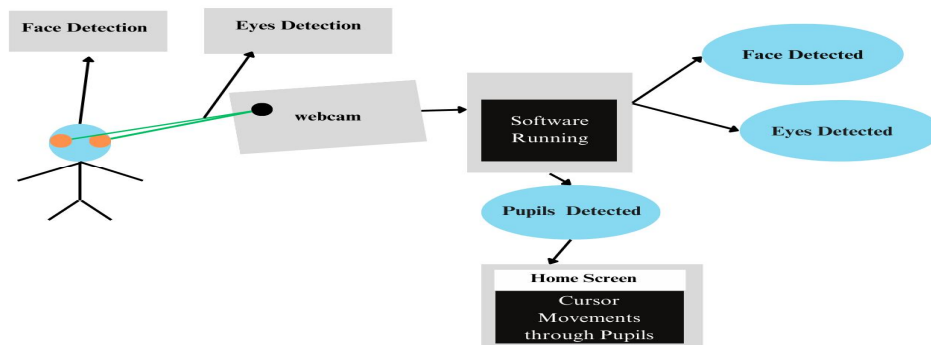 Face Detection
Eyes Detection
webcam
Software
Running
Face Detected
Eyes Detected
Pupils Detected
Home Screen
Cursor
Movements
through Pupils